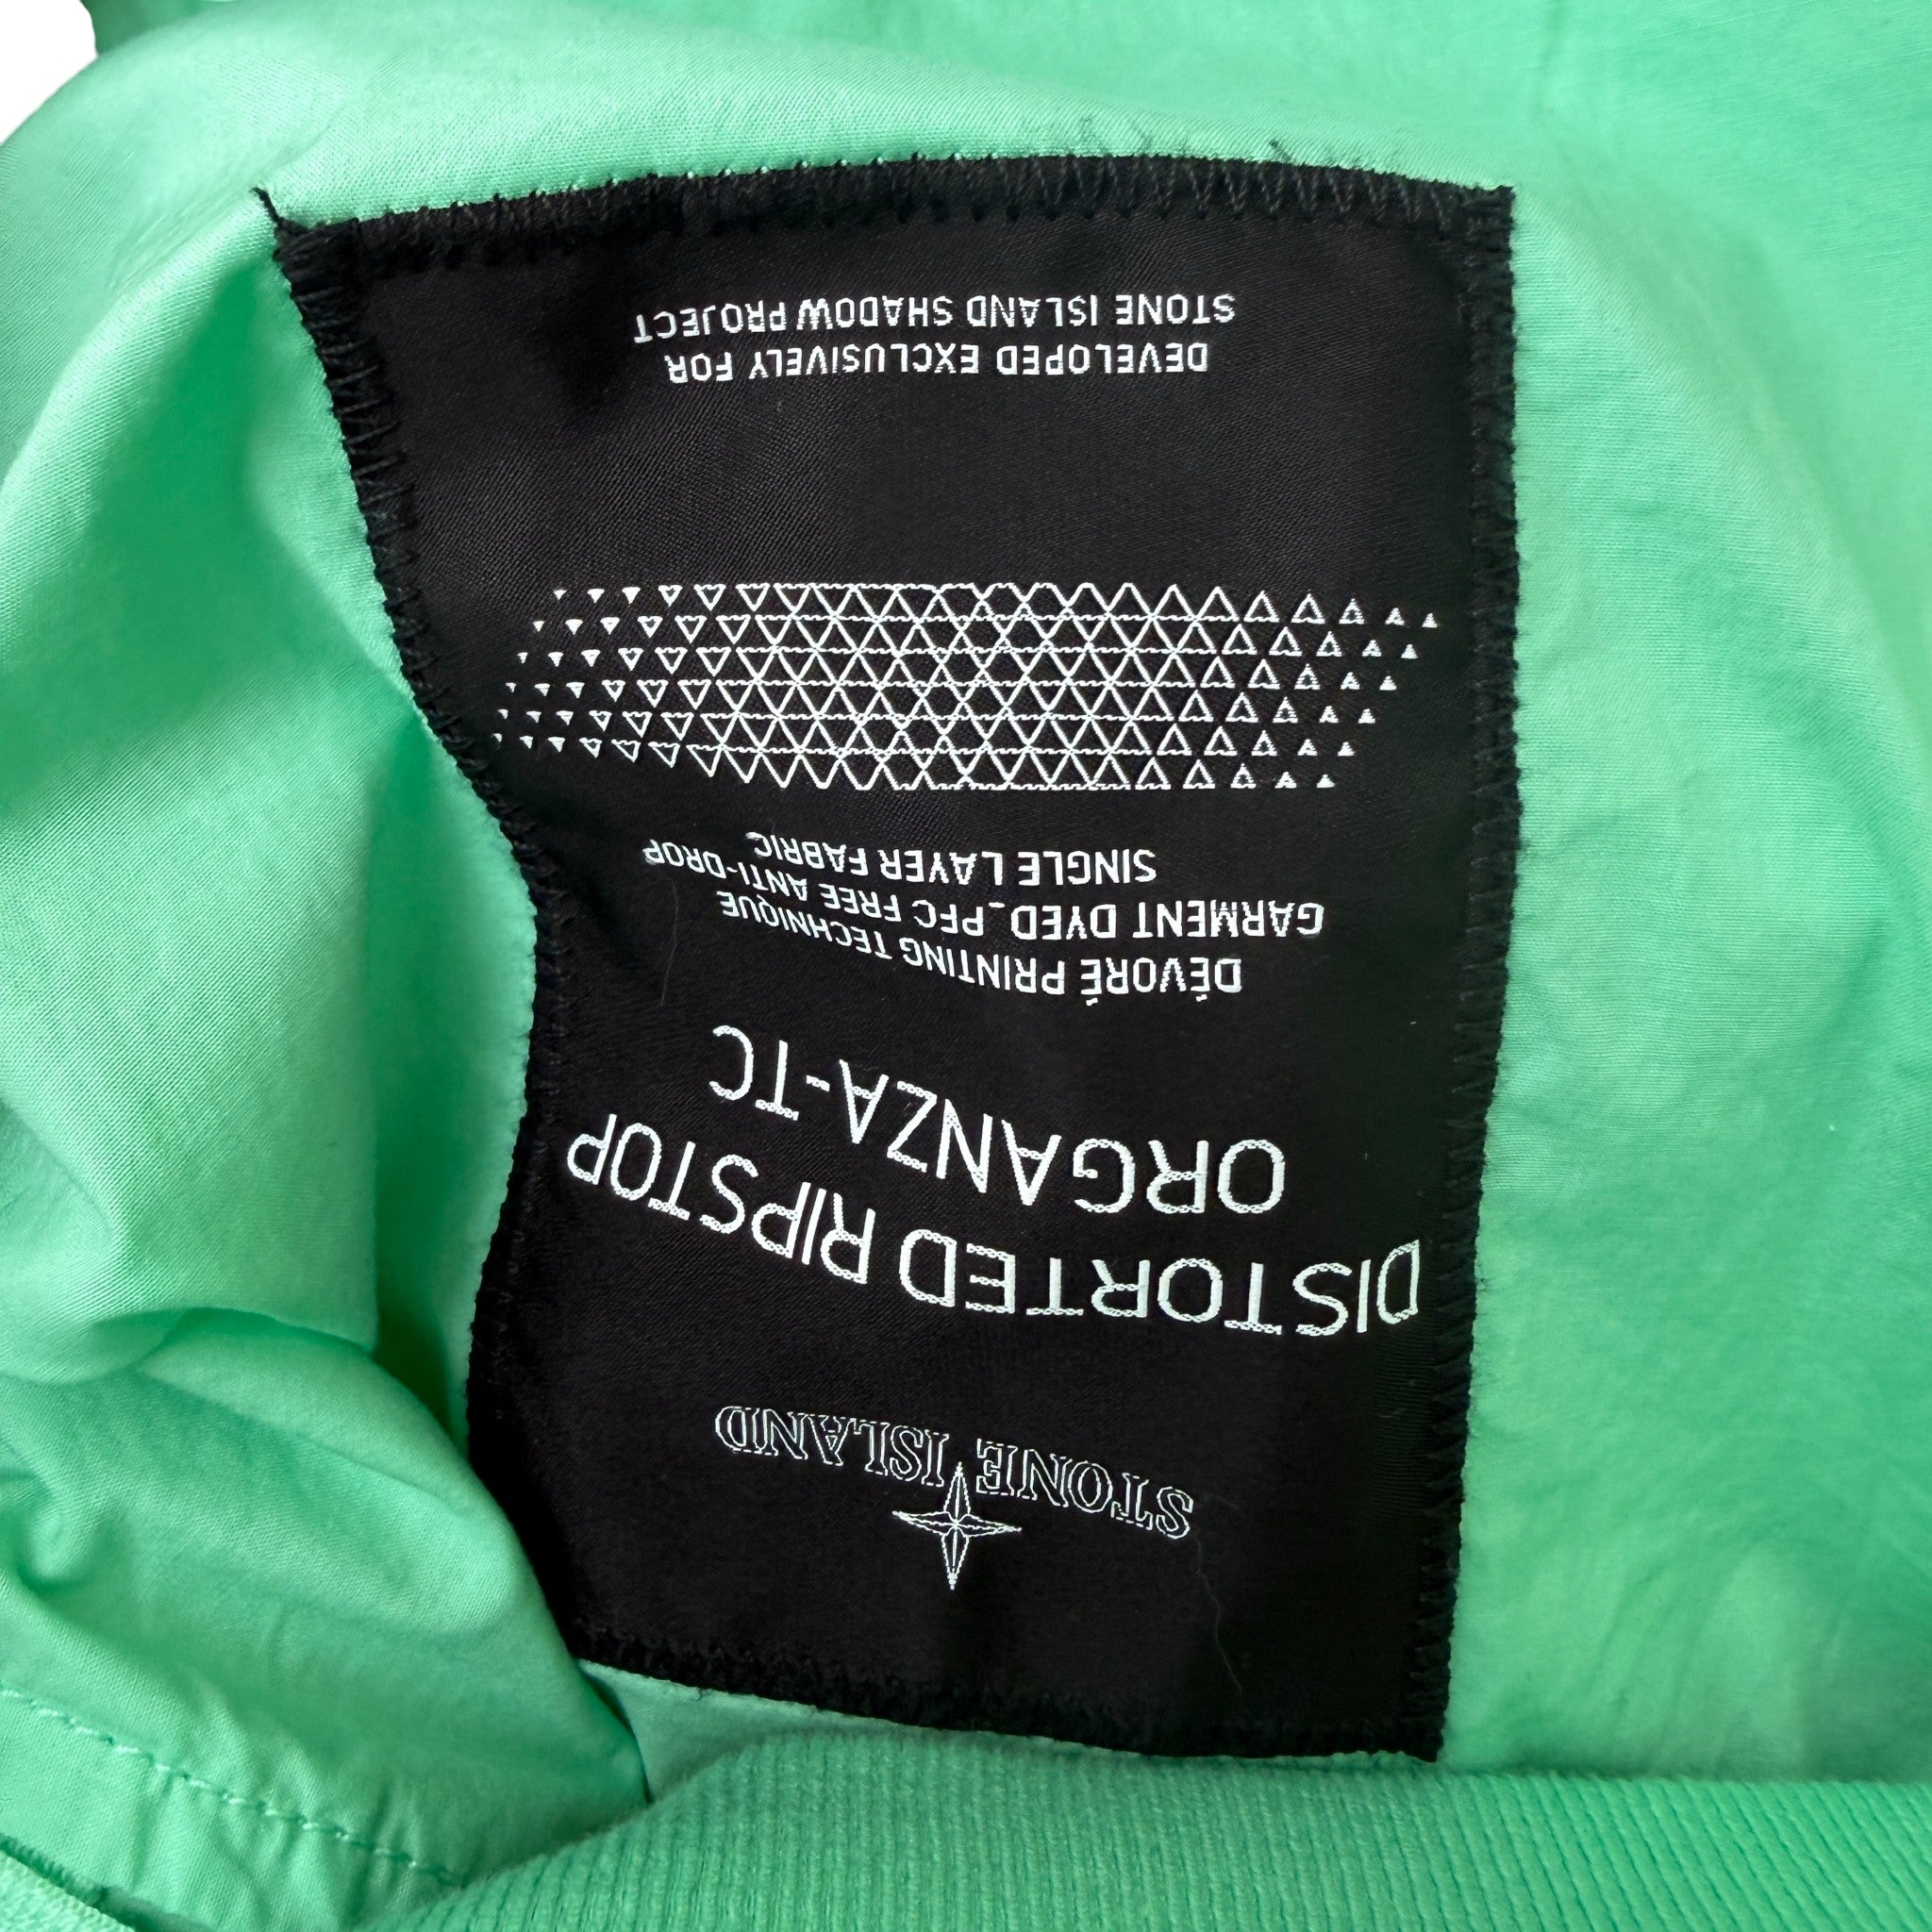 STONE ISLAND
DISTORTED RIPSTOP
ORGANZA-TC
DÉVORÉ PRINTING TECHNIQUE
GARMENT DYED_PFC FREE ANTI-DROP
SINGLE LAYER FABRIC
DEVELOPED EXCLUSIVELY FOR
STONE ISLAND SHADOW PROJECT